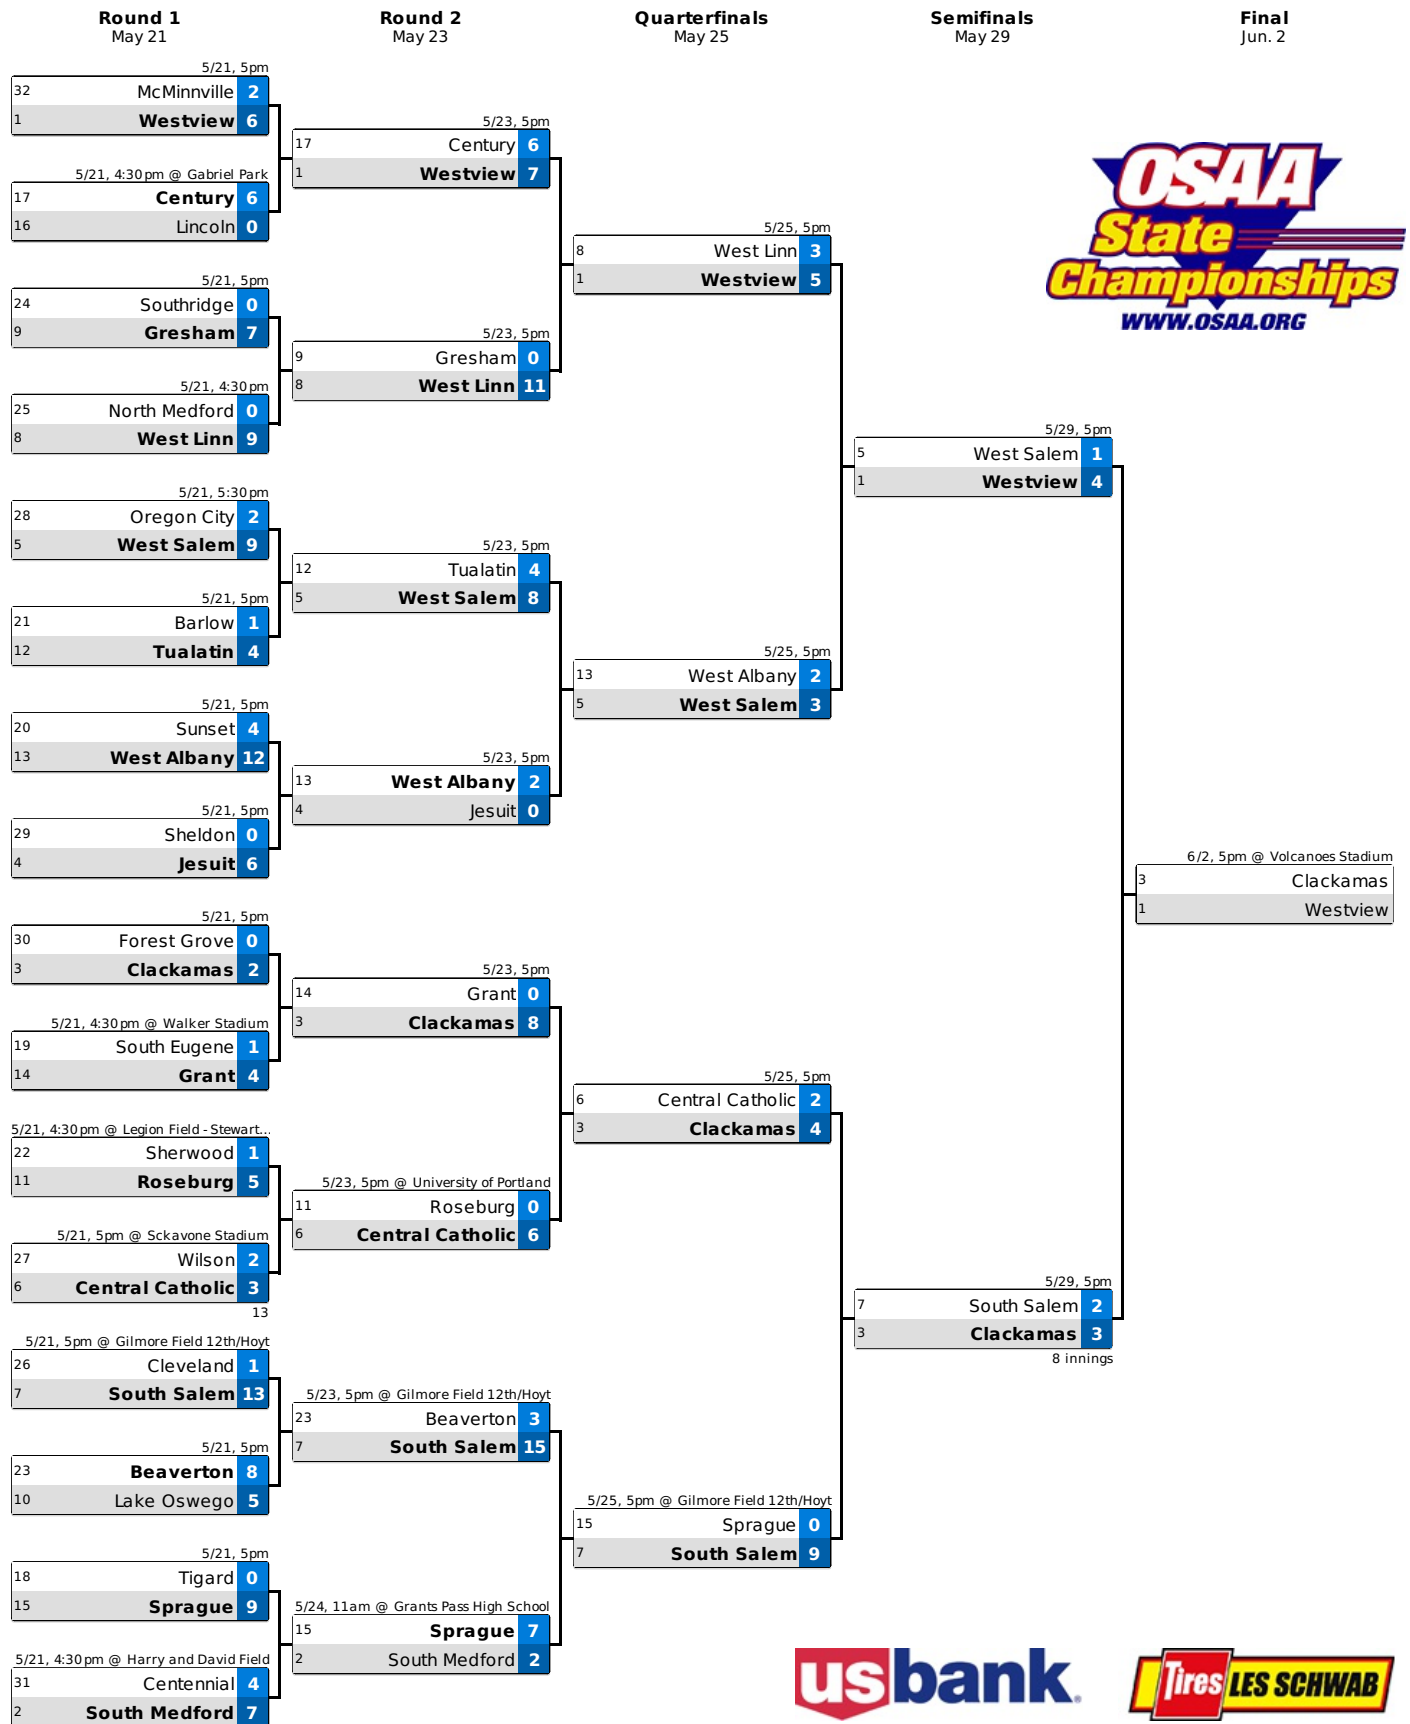 Round 1
May 21
Round 2
May 23
Quarterfinals
May 25
Semifinals
May 29
Final
Jun. 2
5/21, 5pm
32 McMinnville 2
1 Westview 6
5/21, 4:30pm @ Gabriel Park
17 Century 6
16 Lincoln 0
5/21, 5pm
24 Southridge 0
9 Gresham 7
5/21, 4:30pm
25 North Medford 0
8 West Linn 9
5/21, 5:30pm
28 Oregon City 2
5 West Salem 9
5/21, 5pm
21 Barlow 1
12 Tualatin 4
5/21, 5pm
20 Sunset 4
13 West Albany 12
5/21, 5pm
29 Sheldon 0
4 Jesuit 6
5/21, 5pm
30 Forest Grove 0
3 Clackamas 2
5/21, 4:30pm @ Walker Stadium
19 South Eugene 1
14 Grant 4
5/21, 4:30pm @ Legion Field - Stewart...
22 Sherwood 1
11 Roseburg 5
5/21, 5pm @ Sckavone Stadium
27 Wilson 2
6 Central Catholic 3
13
5/21, 5pm @ Gilmore Field 12th/Hoyt
26 Cleveland 1
7 South Salem 13
5/21, 5pm
23 Beaverton 8
10 Lake Oswego 5
5/21, 5pm
18 Tigard 0
15 Sprague 9
5/21, 4:30pm @ Harry and David Field
31 Centennial 4
2 South Medford 7
5/23, 5pm
17 Century 6
1 Westview 7
5/23, 5pm
9 Gresham 0
8 West Linn 11
5/23, 5pm
12 Tualatin 4
5 West Salem 8
5/23, 5pm
13 West Albany 2
4 Jesuit 0
5/23, 5pm
14 Grant 0
3 Clackamas 8
5/23, 5pm @ University of Portland
11 Roseburg 0
6 Central Catholic 6
5/23, 5pm @ Gilmore Field 12th/Hoyt
23 Beaverton 3
7 South Salem 15
5/24, 11am @ Grants Pass High School
15 Sprague 7
2 South Medford 2
5/25, 5pm
8 West Linn 3
1 Westview 5
5/25, 5pm
13 West Albany 2
5 West Salem 3
5/25, 5pm
6 Central Catholic 2
3 Clackamas 4
5/25, 5pm @ Gilmore Field 12th/Hoyt
15 Sprague 0
7 South Salem 9
5/29, 5pm
5 West Salem 1
1 Westview 4
5/29, 5pm
7 South Salem 2
3 Clackamas 3
8 innings
6/2, 5pm @ Volcanoes Stadium
3 Clackamas
1 Westview
OSAA
State
Championships
WWW.OSAA.ORG
usbank.
Tires LES SCHWAB